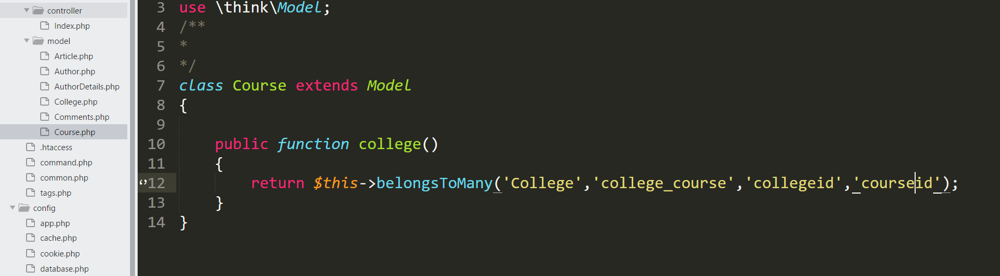 controller
Index.php
model
Article.php
Author.php
AuthorDetails.php
College.php
Comments.php
Course.php
.htaccess
command.php
common.php
tags.php
config
app.php
cache.php
cookie.php
database.php
3 use \think\Model;
4 /**
5 *
6 */
7 class Course extends Model
8 {
9
10 public function college()
11 {
12 return $this->belongsToMany('College','college_course','collegeid','courseid');
13 }
14 }